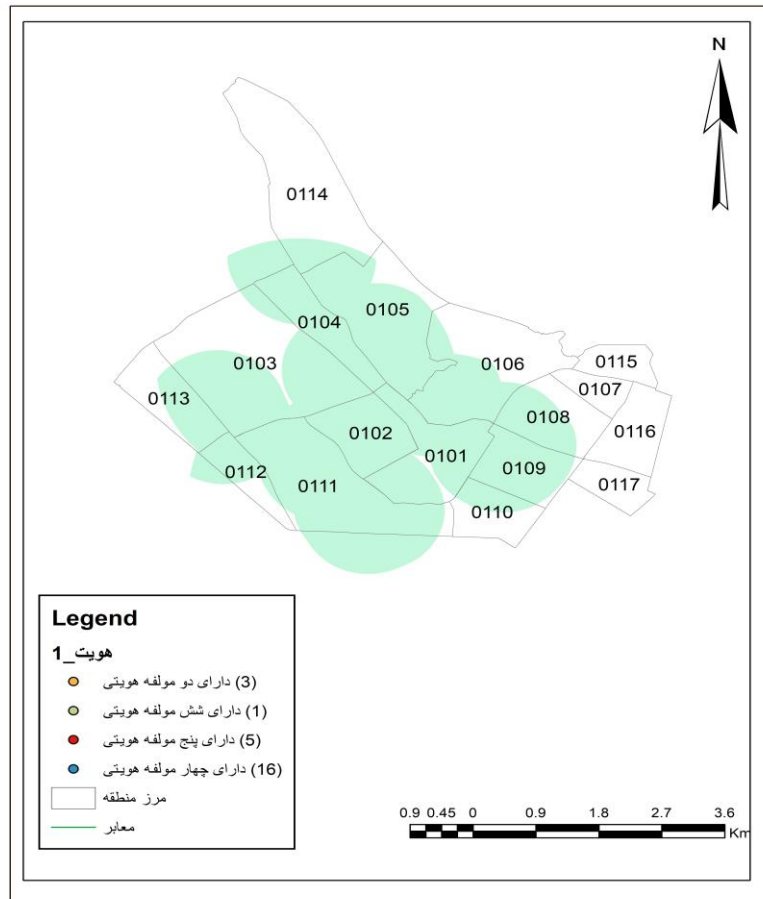 N
0114
0105
0104
0106
0103
0115
0107
0113
0108
0116
0102
0101
0109
0112
0111
0117
0110
Legend
هویت_1
(3) دارای دو مولفه هویتی
(1) دارای شش مولفه هویتی
(5) دارای پنج مولفه هویتی
(16) دارای چهار مولفه هویتی
مرز منطقه
معابر
0.9 0.45 0 0.9 1.8 2.7 3.6
Km